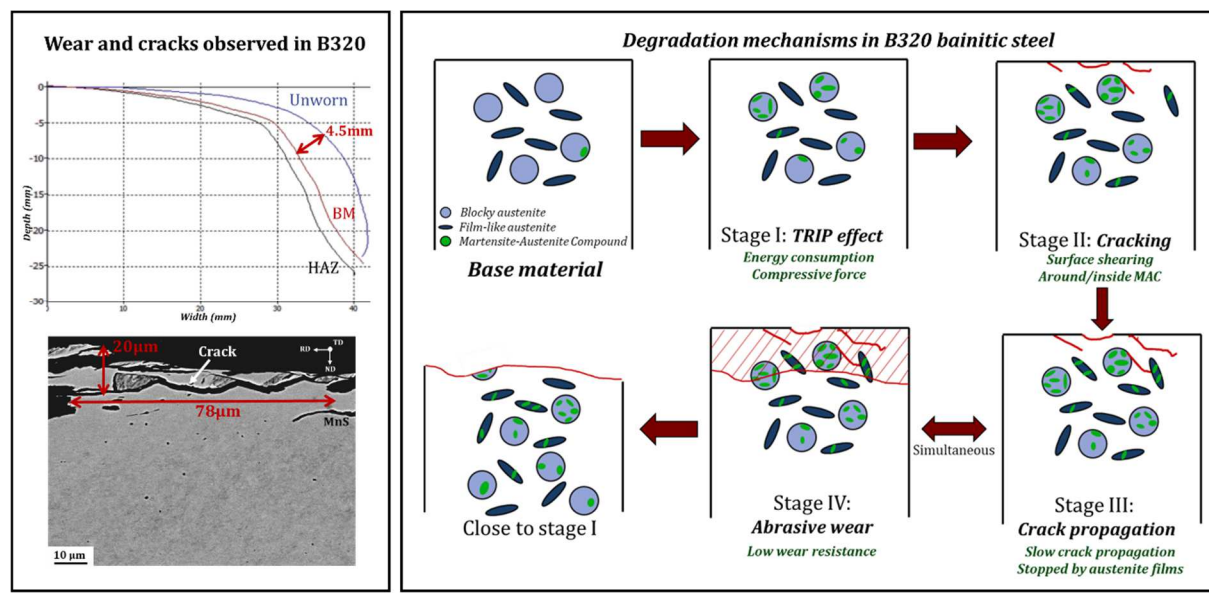 Wear and cracks observed in B320
0
-5
-10
-15
-20
-25
-30
Depth (mm)
0
10
20
30
40
Width (mm)
Unworn
4.5mm
BM
HAZ
20μm
Crack
TD
RD
ND
78μm
MnS
10 μm
Degradation mechanisms in B320 bainitic steel
Blocky austenite
Film-like austenite
Martensite-Austenite Compound
Base material
Stage I: TRIP effect
Energy consumption
Compressive force
Stage II: Cracking
Surface shearing
Around/inside MAC
Stage III:
Crack propagation
Slow crack propagation
Stopped by austenite films
Simultaneous
Stage IV:
Abrasive wear
Low wear resistance
Close to stage I